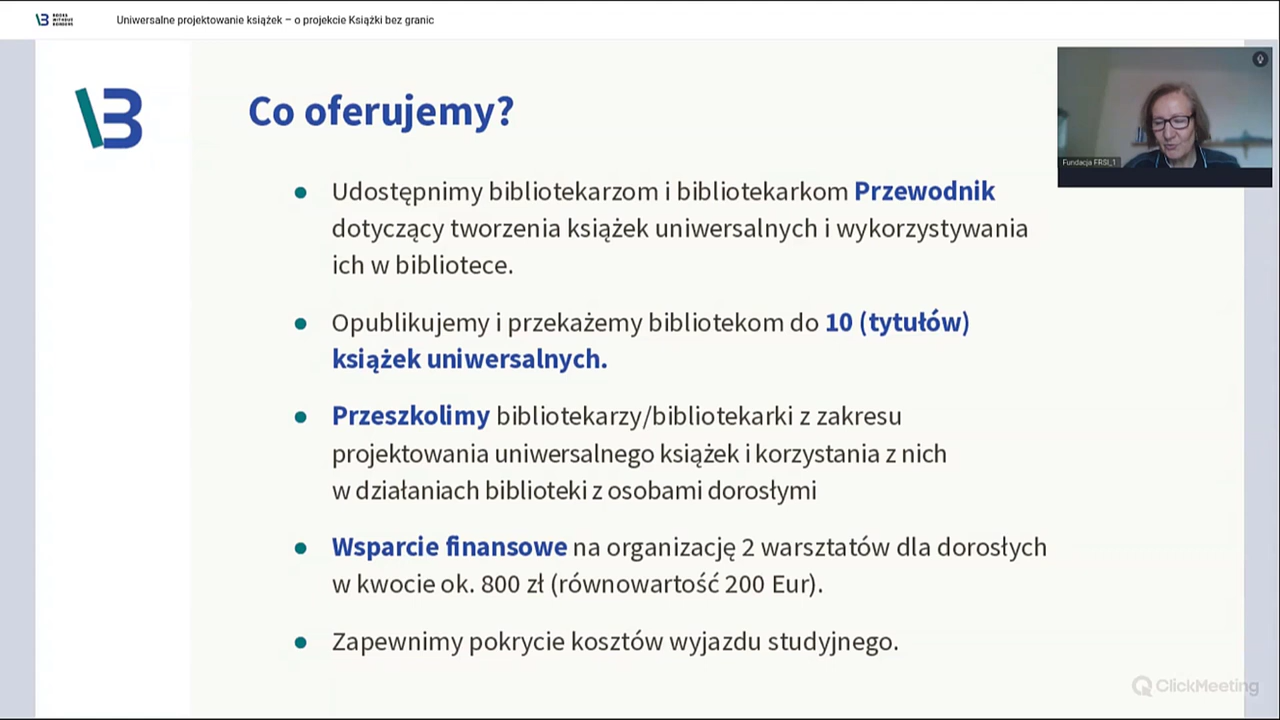 BOOKS
WITHOUT
BORDERS
Uniwersalne projektowanie książek – o projekcie Książki bez granic
Co oferujemy?
Fundacja FRSI_1
● Udostępnimy bibliotekarzom i bibliotekarkom Przewodnik
dotyczący tworzenia książek uniwersalnych i wykorzystywania
ich w bibliotece.
● Opublikujemy i przekażemy bibliotekom do 10 (tytułów)
książek uniwersalnych.
● Przeszkolimy bibliotekarzy/bibliotekarki z zakresu
projektowania uniwersalnego książek i korzystania z nich
w działaniach biblioteki z osobami dorosłymi
● Wsparcie finansowe na organizację 2 warsztatów dla dorosłych
w kwocie ok. 800 zł (równowartość 200 Eur).
● Zapewnimy pokrycie kosztów wyjazdu studyjnego.
ClickMeeting